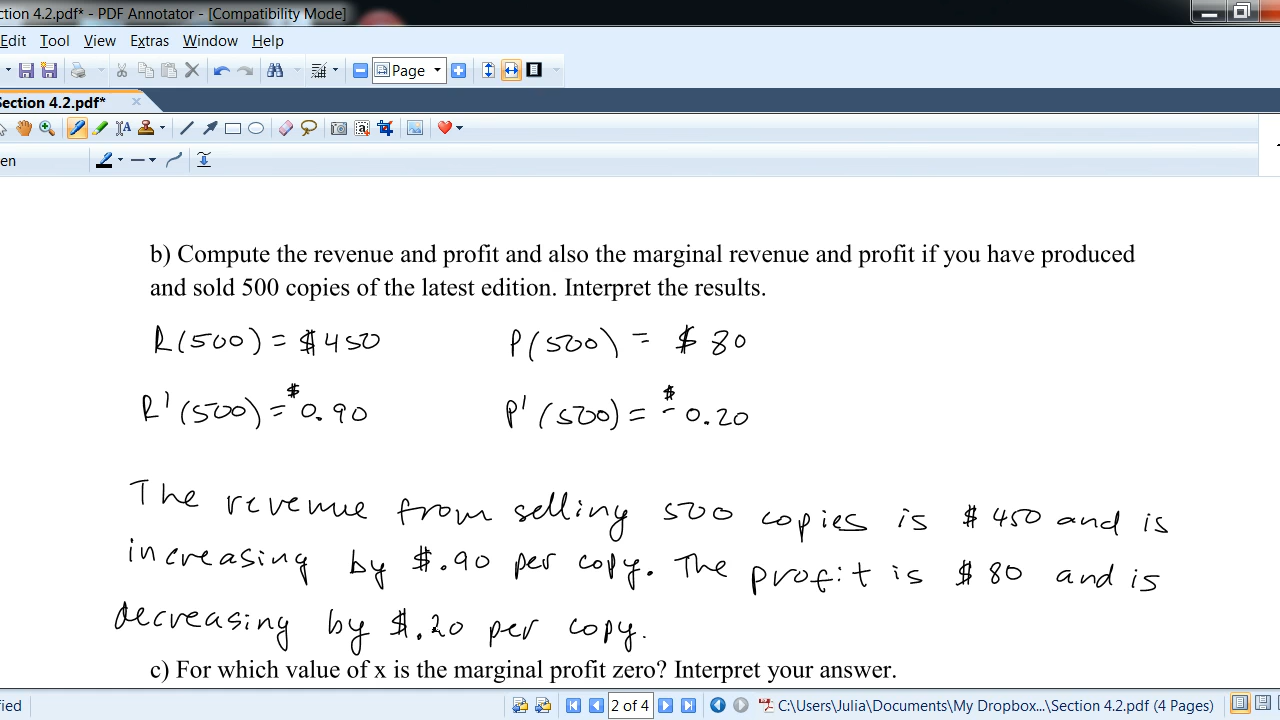 ction 4.2.pdf* - PDF Annotator - [Compatibility Mode]
Edit Tool View Extras Window Help
Page
Section 4.2.pdf*
en
b) Compute the revenue and profit and also the marginal revenue and profit if you have produced
and sold 500 copies of the latest edition. Interpret the results.
R(500) = $450 P(500) = $80
R'(500) = $0.90 P'(500) = $-0.20
The revenue from selling 500 copies is $450 and is
increasing by $.90 per copy. The profit is $80 and is
decreasing by $.20 per copy.
c) For which value of x is the marginal profit zero? Interpret your answer.
fied 2 of 4 C:\Users\Julia\Documents\My Dropbox...\Section 4.2.pdf (4 Pages)